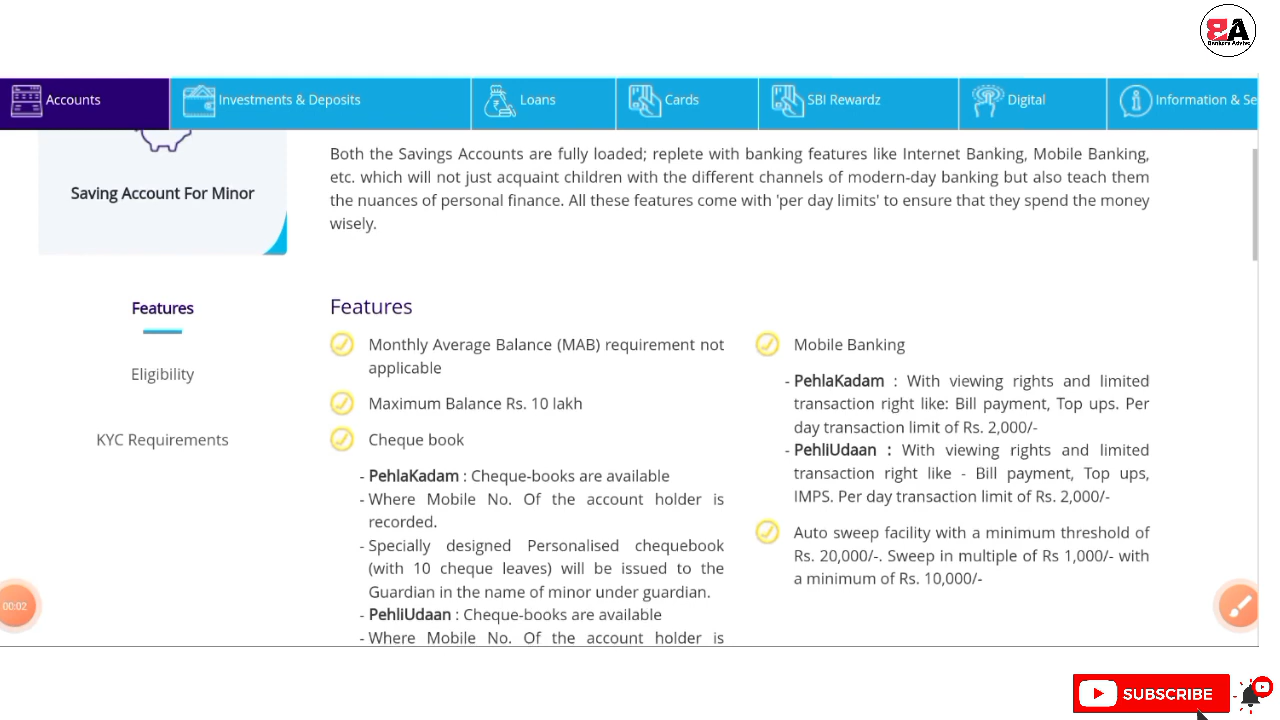 BA
Bankers Advise
Accounts
Investments & Deposits
Loans
Cards
SBI Rewardz
Digital
Information & Se
Saving Account For Minor
Both the Savings Accounts are fully loaded; replete with banking features like Internet Banking, Mobile Banking,
etc. which will not just acquaint children with the different channels of modern-day banking but also teach them
the nuances of personal finance. All these features come with 'per day limits' to ensure that they spend the money
wisely.
Features
Eligibility
KYC Requirements
Features
Monthly Average Balance (MAB) requirement not
applicable
Maximum Balance Rs. 10 lakh
Cheque book
- PehlaKadam : Cheque-books are available
- Where Mobile No. Of the account holder is
recorded.
- Specially designed Personalised chequebook
(with 10 cheque leaves) will be issued to the
Guardian in the name of minor under guardian.
- PehliUdaan : Cheque-books are available
- Where Mobile No. Of the account holder is
Mobile Banking
- PehlaKadam : With viewing rights and limited
transaction right like: Bill payment, Top ups. Per
day transaction limit of Rs. 2,000/-
- PehliUdaan : With viewing rights and limited
transaction right like - Bill payment, Top ups,
IMPS. Per day transaction limit of Rs. 2,000/-
Auto sweep facility with a minimum threshold of
Rs. 20,000/-. Sweep in multiple of Rs 1,000/- with
a minimum of Rs. 10,000/-
00:02
SUBSCRIBE